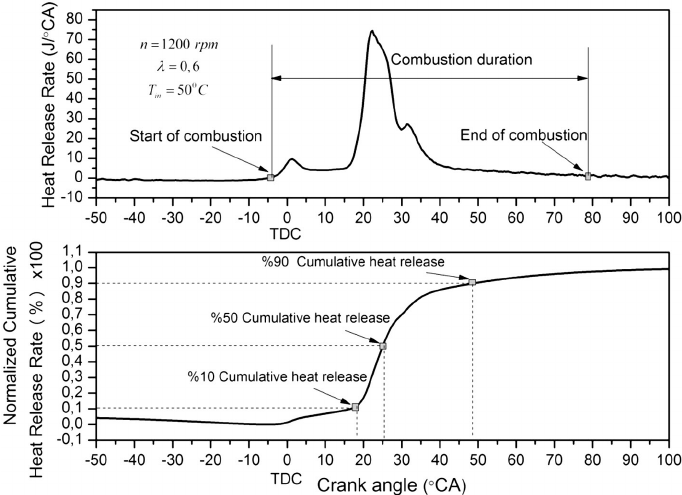 Heat Release Rate (J/°CA)
80
70
60
50
40
30
20
10
0
-10
n = 1200 rpm
λ = 0,6
Tin = 50°C
Combustion duration
Start of combustion
End of combustion
-50 -40 -30 -20 -10 0 10 20 30 40 50 60 70 80 90 100
TDC
Normalized Cumulative
Heat Release Rate (%) x100
1,1
1,0
0,9
0,8
0,7
0,6
0,5
0,4
0,3
0,2
0,1
0,0
-0,1
%90 Cumulative heat release
%50 Cumulative heat release
%10 Cumulative heat release
-50 -40 -30 -20 -10 0 10 20 30 40 50 60 70 80 90 100
TDC Crank angle (°CA)